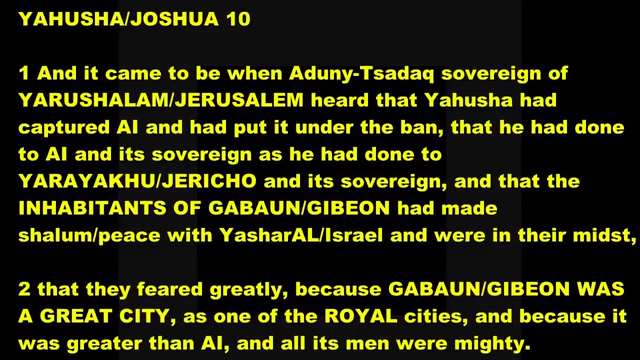 YAHUSHA/JOSHUA 10
1 And it came to be when Aduny-Tsadaq sovereign of
YARUSHALAM/JERUSALEM heard that Yahusha had
captured AI and had put it under the ban, that he had done
to AI and its sovereign as he had done to
YARAYAKHU/JERICHO and its sovereign, and that the
INHABITANTS OF GABAUN/GIBEON had made
shalum/peace with YasharAL/Israel and were in their midst,
2 that they feared greatly, because GABAUN/GIBEON WAS
A GREAT CITY, as one of the ROYAL cities, and because it
was greater than AI, and all its men were mighty.